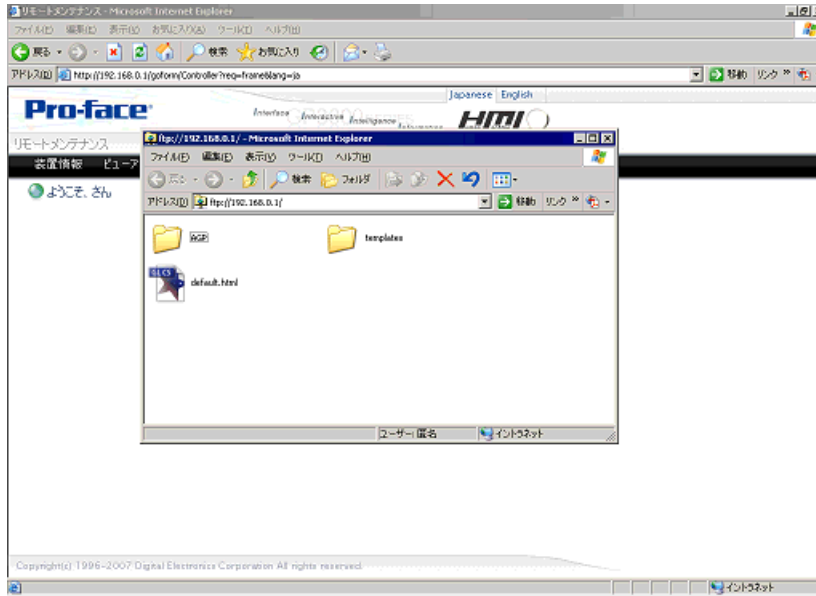 リモートメンテナンス - Microsoft Internet Explorer
ファイル(F) 編集(E) 表示(V) お気に入り(A) ツール(T) ヘルプ(H)
戻る 検索 お気に入り
アドレス(D) http://192.168.0.1/goform/Controller?req=frame&lang=ja 移動 リンク »
Japanese English
Pro-face
Interface Interactive Intelligence
HMI
リモートメンテナンス
装置情報 ビューア
ようこそ、さん
ftp://192.168.0.1/ - Microsoft Internet Explorer
ファイル(F) 編集(E) 表示(V) ツール(T) ヘルプ(H)
戻る 検索 フォルダ
アドレス(D) ftp://192.168.0.1/ 移動 リンク »
AGP templates
default.html
ユーザー: 匿名 イントラネット
Copyright(c) 1996-2007 Digital Electronics Corporation All rights reserved.
イントラネット